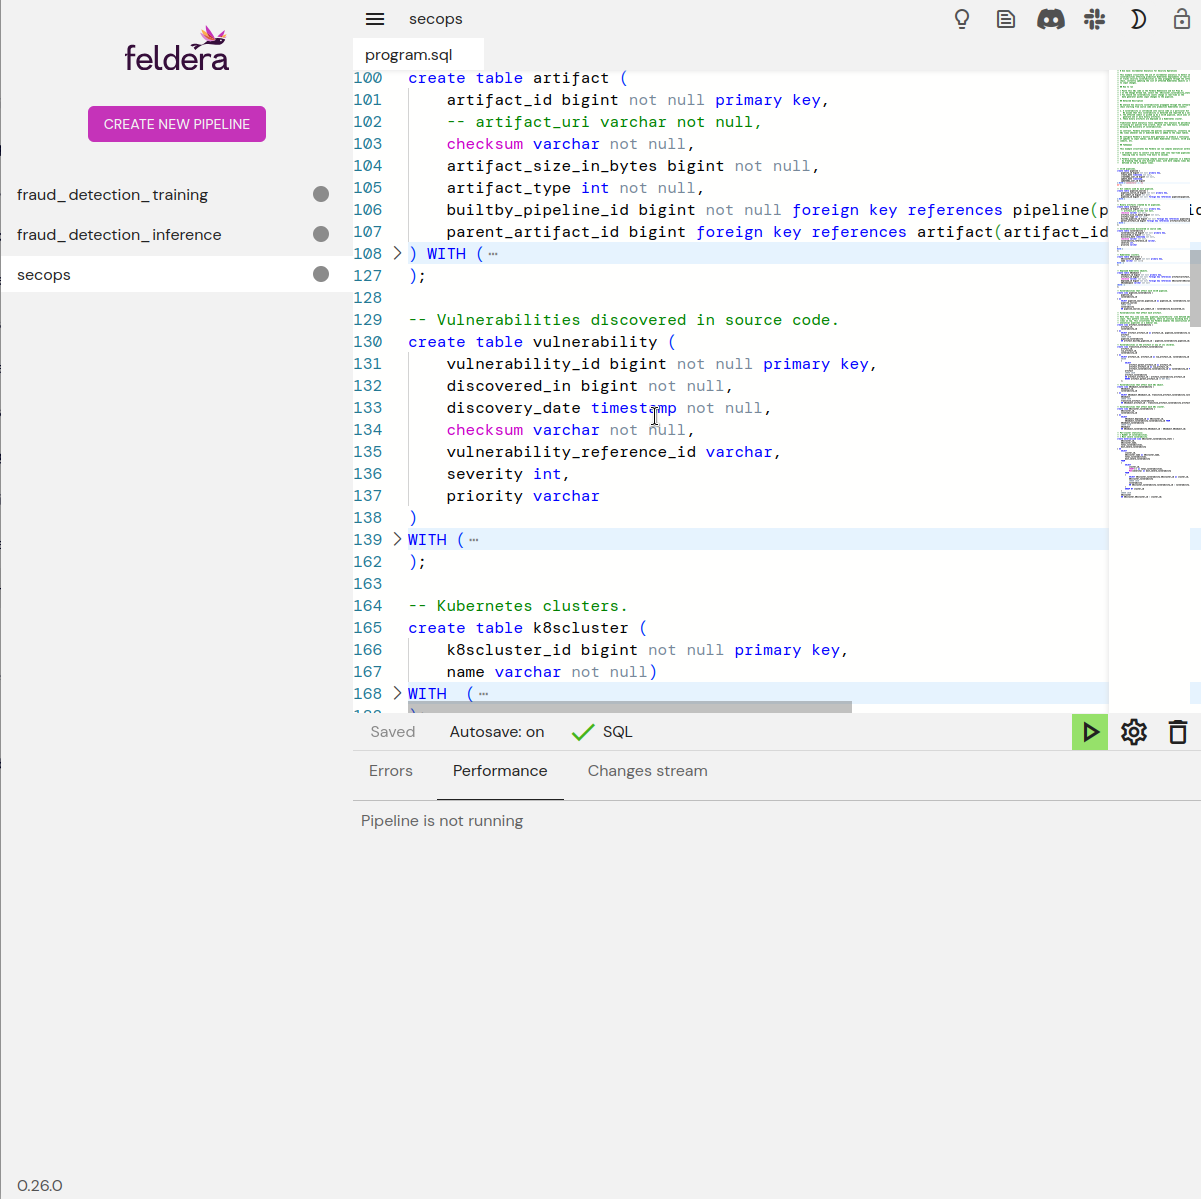 feldera
CREATE NEW PIPELINE
fraud_detection_training
fraud_detection_inference
secops
0.26.0
secops
program.sql
100 create table artifact (
101 artifact_id bigint not null primary key,
102 -- artifact_uri varchar not null,
103 checksum varchar not null,
104 artifact_size_in_bytes bigint not null,
105 artifact_type int not null,
106 builtby_pipeline_id bigint not null foreign key references pipeline(p
107 parent_artifact_id bigint foreign key references artifact(artifact_id
108 ) WITH (⋯
127 );
128
129 -- Vulnerabilities discovered in source code.
130 create table vulnerability (
131 vulnerability_id bigint not null primary key,
132 discovered_in bigint not null,
133 discovery_date timestamp not null,
134 checksum varchar not null,
135 vulnerability_reference_id varchar,
136 severity int,
137 priority varchar
138 )
139 WITH (⋯
162 );
163
164 -- Kubernetes clusters.
165 create table k8scluster (
166 k8scluster_id bigint not null primary key,
167 name varchar not null)
168 WITH  (⋯
Saved Autosave: on SQL
Errors Performance Changes stream
Pipeline is not running